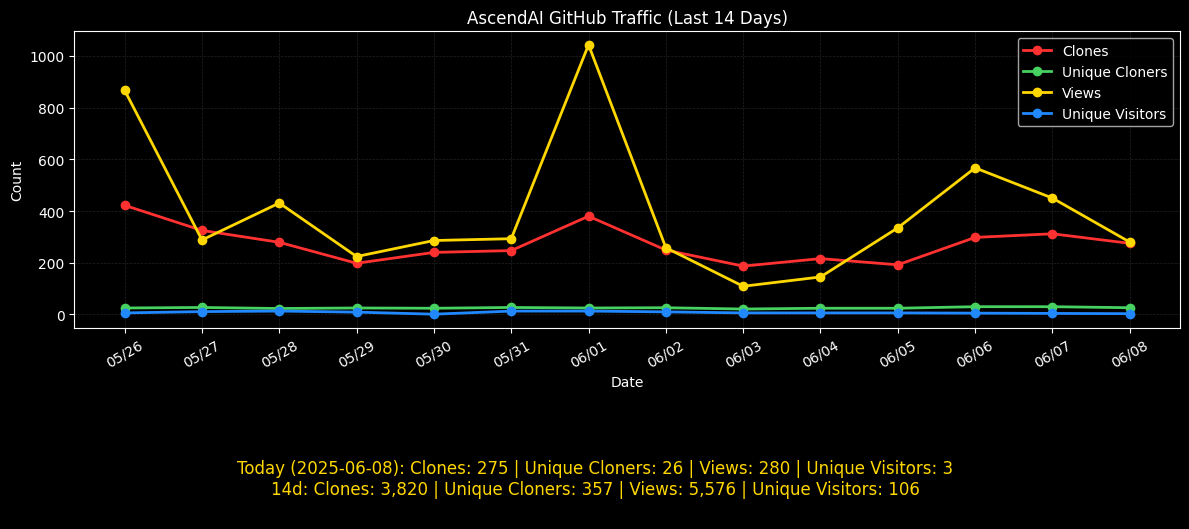 AscendAI GitHub Traffic (Last 14 Days)
Clones
Unique Cloners
Views
Unique Visitors
Count
1000
800
600
400
200
0
05/26 05/27 05/28 05/29 05/30 05/31 06/01 06/02 06/03 06/04 06/05 06/06 06/07 06/08
Date
Today (2025-06-08): Clones: 275 | Unique Cloners: 26 | Views: 280 | Unique Visitors: 3
14d: Clones: 3,820 | Unique Cloners: 357 | Views: 5,576 | Unique Visitors: 106